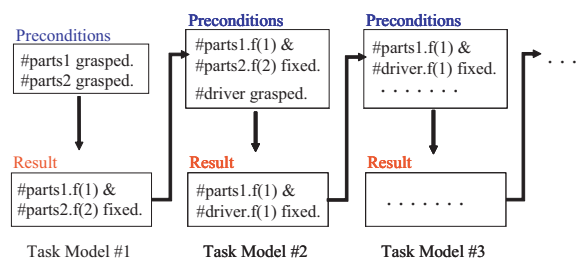 Preconditions
#parts1 grasped.
#parts2 grasped.
Result
#parts1.f(1) &
#parts2.f(2) fixed.
Task Model #1
Preconditions
#parts1.f(1) &
#parts2.f(2) fixed.
#driver grasped.
Result
#parts1.f(1) &
#driver.f(1) fixed.
Task Model #2
Preconditions
#parts1.f(1) &
#driver.f(1) fixed.
. . . . . . .
Result
. . . . . . .
Task Model #3
. . .